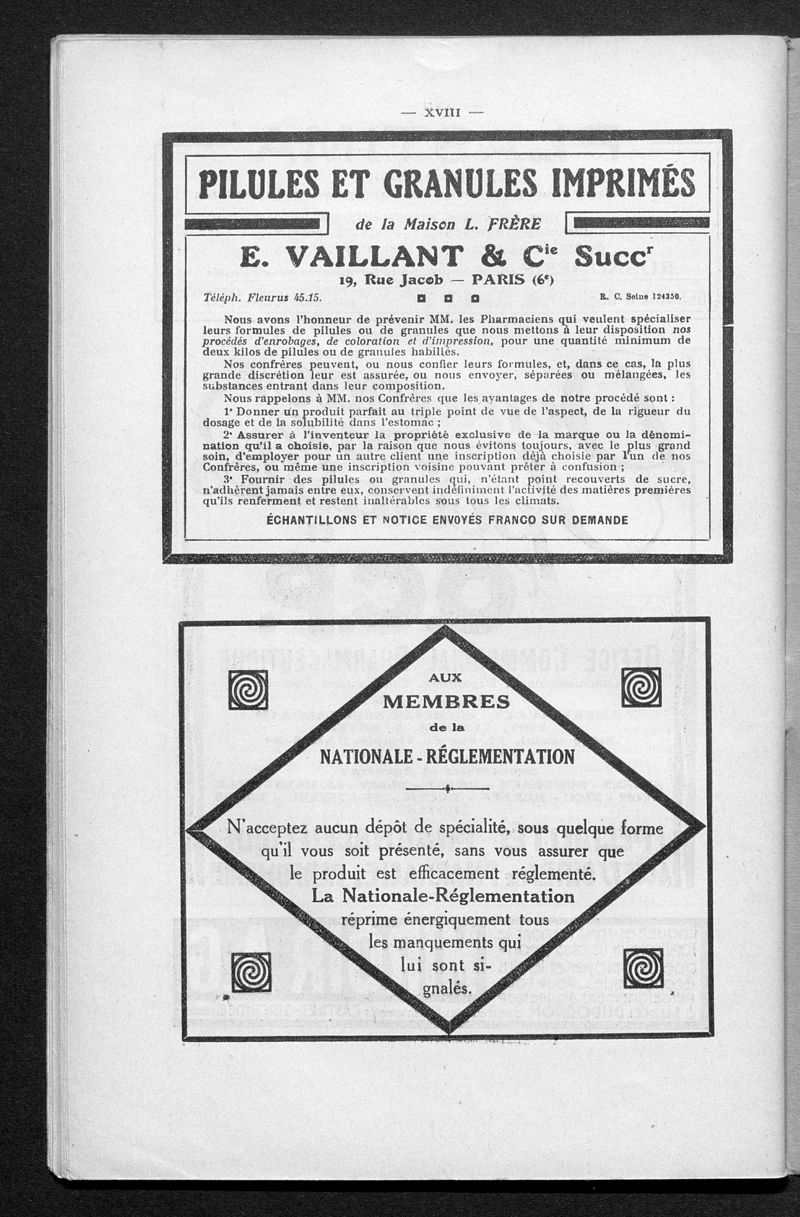 — XVIII —
PILULES ET GRANULES IMPRIMÉS
de la Maison L. FRÈRE
E. VAILLANT & Cie Succr
19, Rue Jacob — PARIS (6e)
Téléph. Fleurus 45.15.
R. C. Seine 124350.
Nous avons l'honneur de prévenir MM. les Pharmaciens qui veulent spécialiser
leurs formules de pilules ou de granules que nous mettons à leur disposition nos
procédés d'enrobages, de coloration et d'impression, pour une quantité minimum de
deux kilos de pilules ou de granules habillés.
Nos confrères peuvent, ou nous confier leurs formules, et, dans ce cas, la plus
grande discrétion leur est assurée, ou nous envoyer, séparées ou mélangées, les
substances entrant dans leur composition.
Nous rappelons à MM. nos Confrères que les avantages de notre procédé sont :
1° Donner un produit parfait au triple point de vue de l'aspect, de la rigueur du
dosage et de la solubilité dans l'estomac ;
2° Assurer à l'inventeur la propriété exclusive de la marque ou la dénomi-
nation qu'il a choisie, par la raison que nous évitons toujours, avec le plus grand
soin, d'employer pour un autre client une inscription déjà choisie par l'un de nos
Confrères, ou même une inscription voisine pouvant prêter à confusion ;
3° Fournir des pilules ou granules qui, n'étant point recouverts de sucre,
n'adhèrent jamais entre eux, conservent indéfiniment l'activité des matières premières
qu'ils renferment et restent inaltérables sous tous les climats.
ÉCHANTILLONS ET NOTICE ENVOYÉS FRANCO SUR DEMANDE
AUX
MEMBRES
de la
NATIONALE - RÉGLEMENTATION
N'acceptez aucun dépôt de spécialité, sous quelque forme
qu'il vous soit présenté, sans vous assurer que
le produit est efficacement réglementé.
La Nationale-Réglementation
réprime énergiquement tous
les manquements qui
lui sont si-
gnalés.